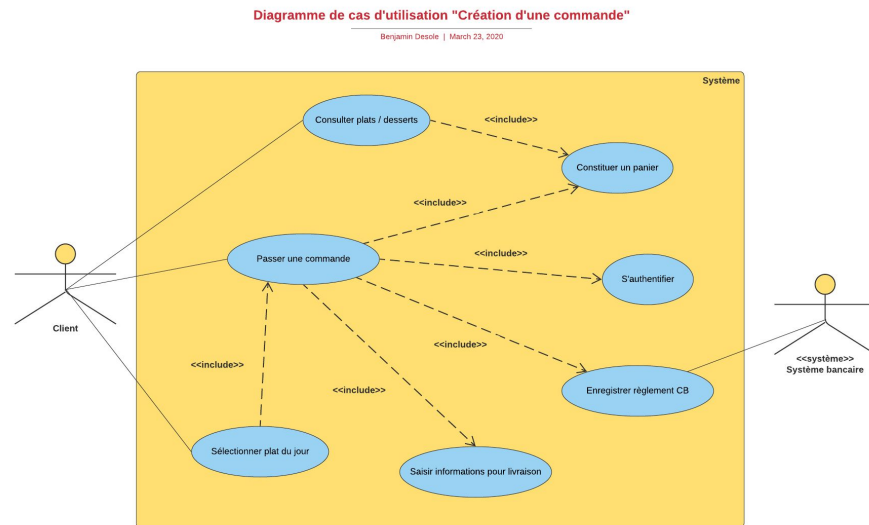 Diagramme de cas d'utilisation "Création d'une commande"
Benjamin Desole | March 23, 2020
Système
Consulter plats / desserts
<<include>>
Constituer un panier
<<include>>
Passer une commande
<<include>>
S'authentifier
Client
<<include>>
<<include>>
<<include>>
Enregistrer règlement CB
<<système>>
Système bancaire
Sélectionner plat du jour
Saisir informations pour livraison